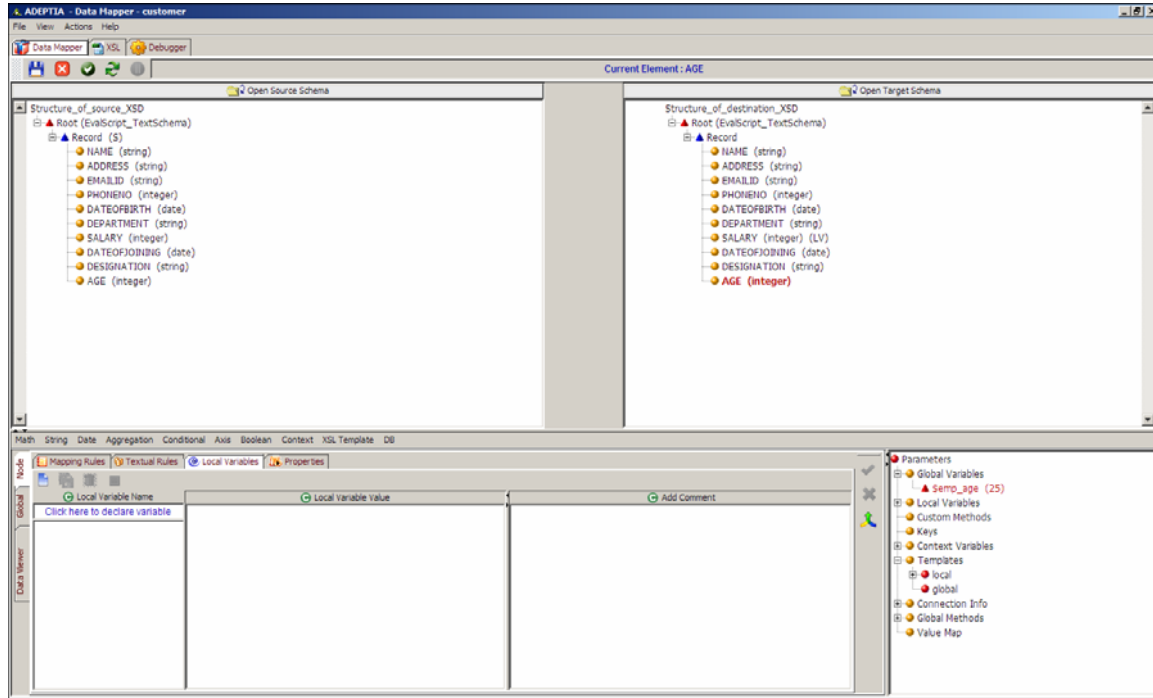 ADEPTIA - Data Mapper - customer
File View Actions Help
Data Mapper XSL Debugger
Current Element : AGE
Open Source Schema
Open Target Schema
Structure_of_source_XSD
Root (EvalScript_TextSchema)
Record (S)
NAME (string)
ADDRESS (string)
EMAILID (string)
PHONENO (integer)
DATEOFBIRTH (date)
DEPARTMENT (string)
SALARY (integer)
DATEOFJOINING (date)
DESIGNATION (string)
AGE (integer)
Structure_of_destination_XSD
Root (EvalScript_TextSchema)
Record
NAME (string)
ADDRESS (string)
EMAILID (string)
PHONENO (integer)
DATEOFBIRTH (date)
DEPARTMENT (string)
SALARY (integer) (LV)
DATEOFJOINING (date)
DESIGNATION (string)
AGE (integer)
Math String Date Aggregation Conditional Axis Boolean Context XSL Template DB
Node
Global
Data Viewer
Mapping Rules Textual Rules Local Variables Properties
Local Variable Name Local Variable Value Add Comment
Click here to declare variable
Parameters
Global Variables
$emp_age (25)
Local Variables
Custom Methods
Keys
Context Variables
Templates
local
global
Connection Info
Global Methods
Value Map